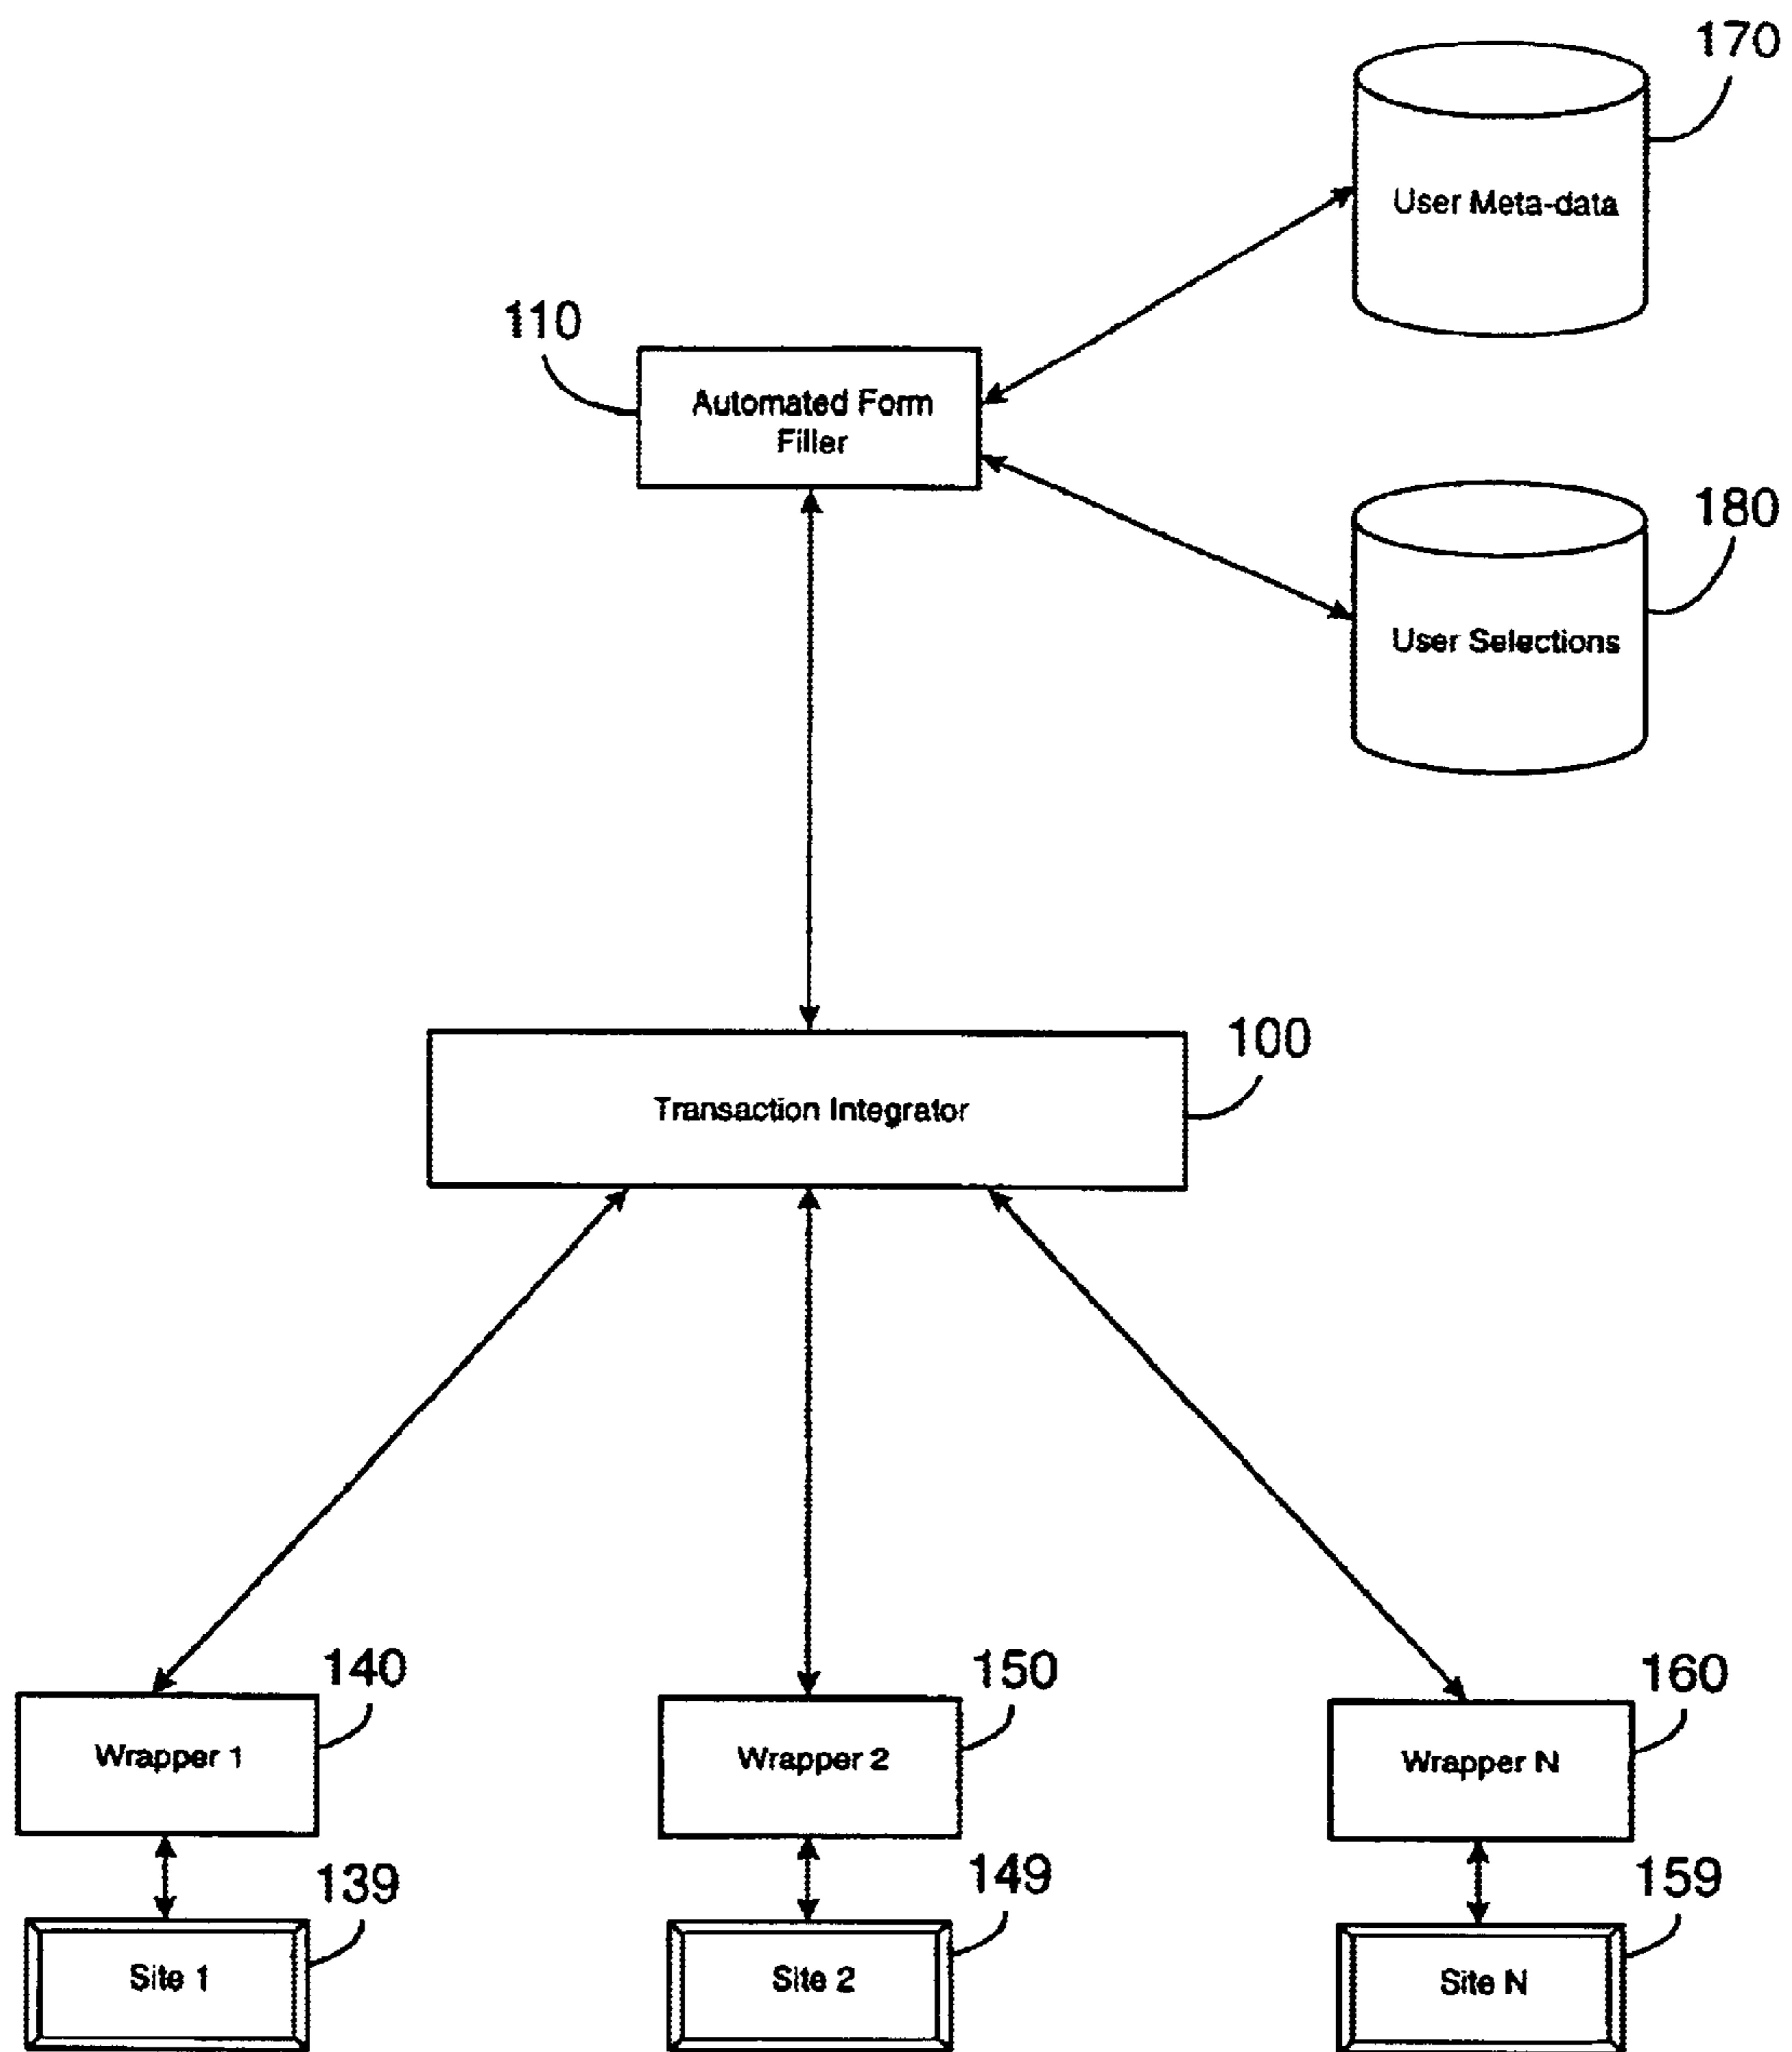 170
User Meta-data
110
Automated Form
Filler
180
User Selections
100
Transaction Integrator
140
Wrapper 1
150
Wrapper 2
160
Wrapper N
139
Site 1
149
Site 2
159
Site N